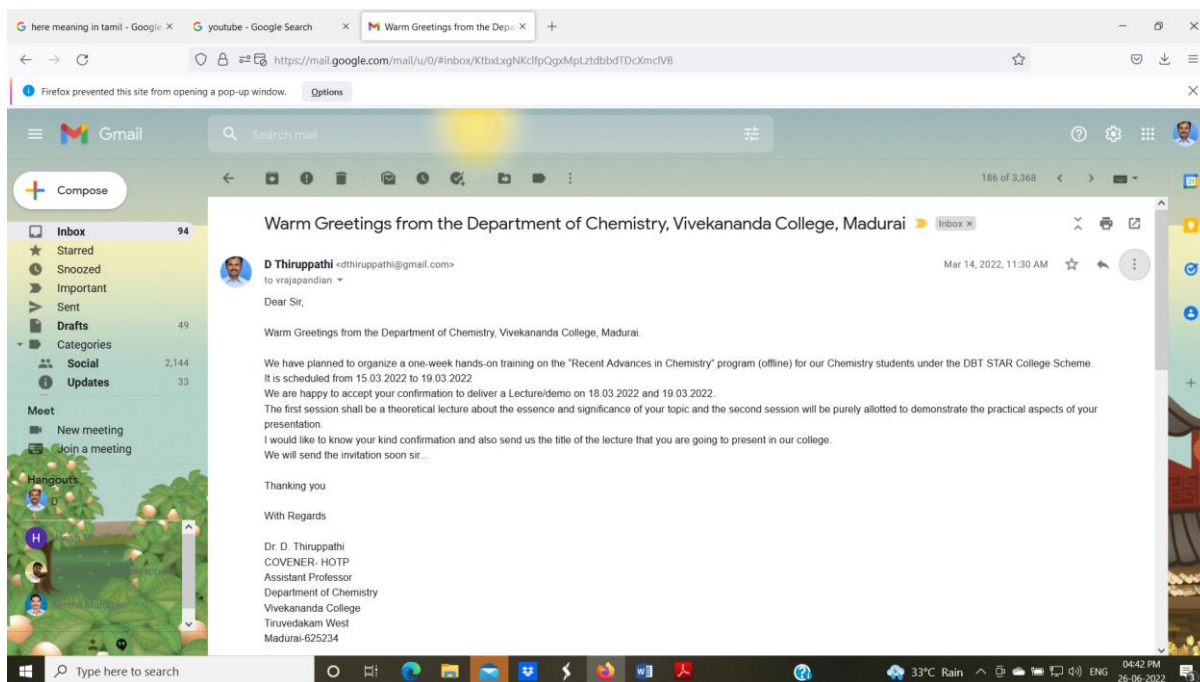 here meaning in tamil - Google
youtube - Google Search
Warm Greetings from the Depa
https://mail.google.com/mail/u/0/#inbox/KtbxLxgNKclfpQgxMpLztdbbdTDcXmclVB
Firefox prevented this site from opening a pop-up window. Options
Gmail
Search mail
Compose
186 of 3,368
Inbox 94
Starred
Snoozed
Important
Sent
Drafts 49
Categories
Social 2,144
Updates 33
Meet
New meeting
Join a meeting
Hangouts
D
H
Warm Greetings from the Department of Chemistry, Vivekananda College, Madurai Inbox ×
D Thiruppathi <dthiruppathi@gmail.com> Mar 14, 2022, 11:30 AM
to vrajapandian
Dear Sir,
Warm Greetings from the Department of Chemistry, Vivekananda College, Madurai.
We have planned to organize a one-week hands-on training on the "Recent Advances in Chemistry" program (offline) for our Chemistry students under the DBT STAR College Scheme.
It is scheduled from 15.03.2022 to 19.03.2022
We are happy to accept your confirmation to deliver a Lecture/demo on 18.03.2022 and 19.03.2022.
The first session shall be a theoretical lecture about the essence and significance of your topic and the second session will be purely allotted to demonstrate the practical aspects of your
presentation.
I would like to know your kind confirmation and also send us the title of the lecture that you are going to present in our college.
We will send the invitation soon sir...
Thanking you
With Regards
Dr. D. Thiruppathi
COVENER- HOTP
Assistant Professor
Department of Chemistry
Vivekananda College
Tiruvedakam West
Madurai-625234
Type here to search
33°C Rain
ENG
04:42 PM
26-06-2022